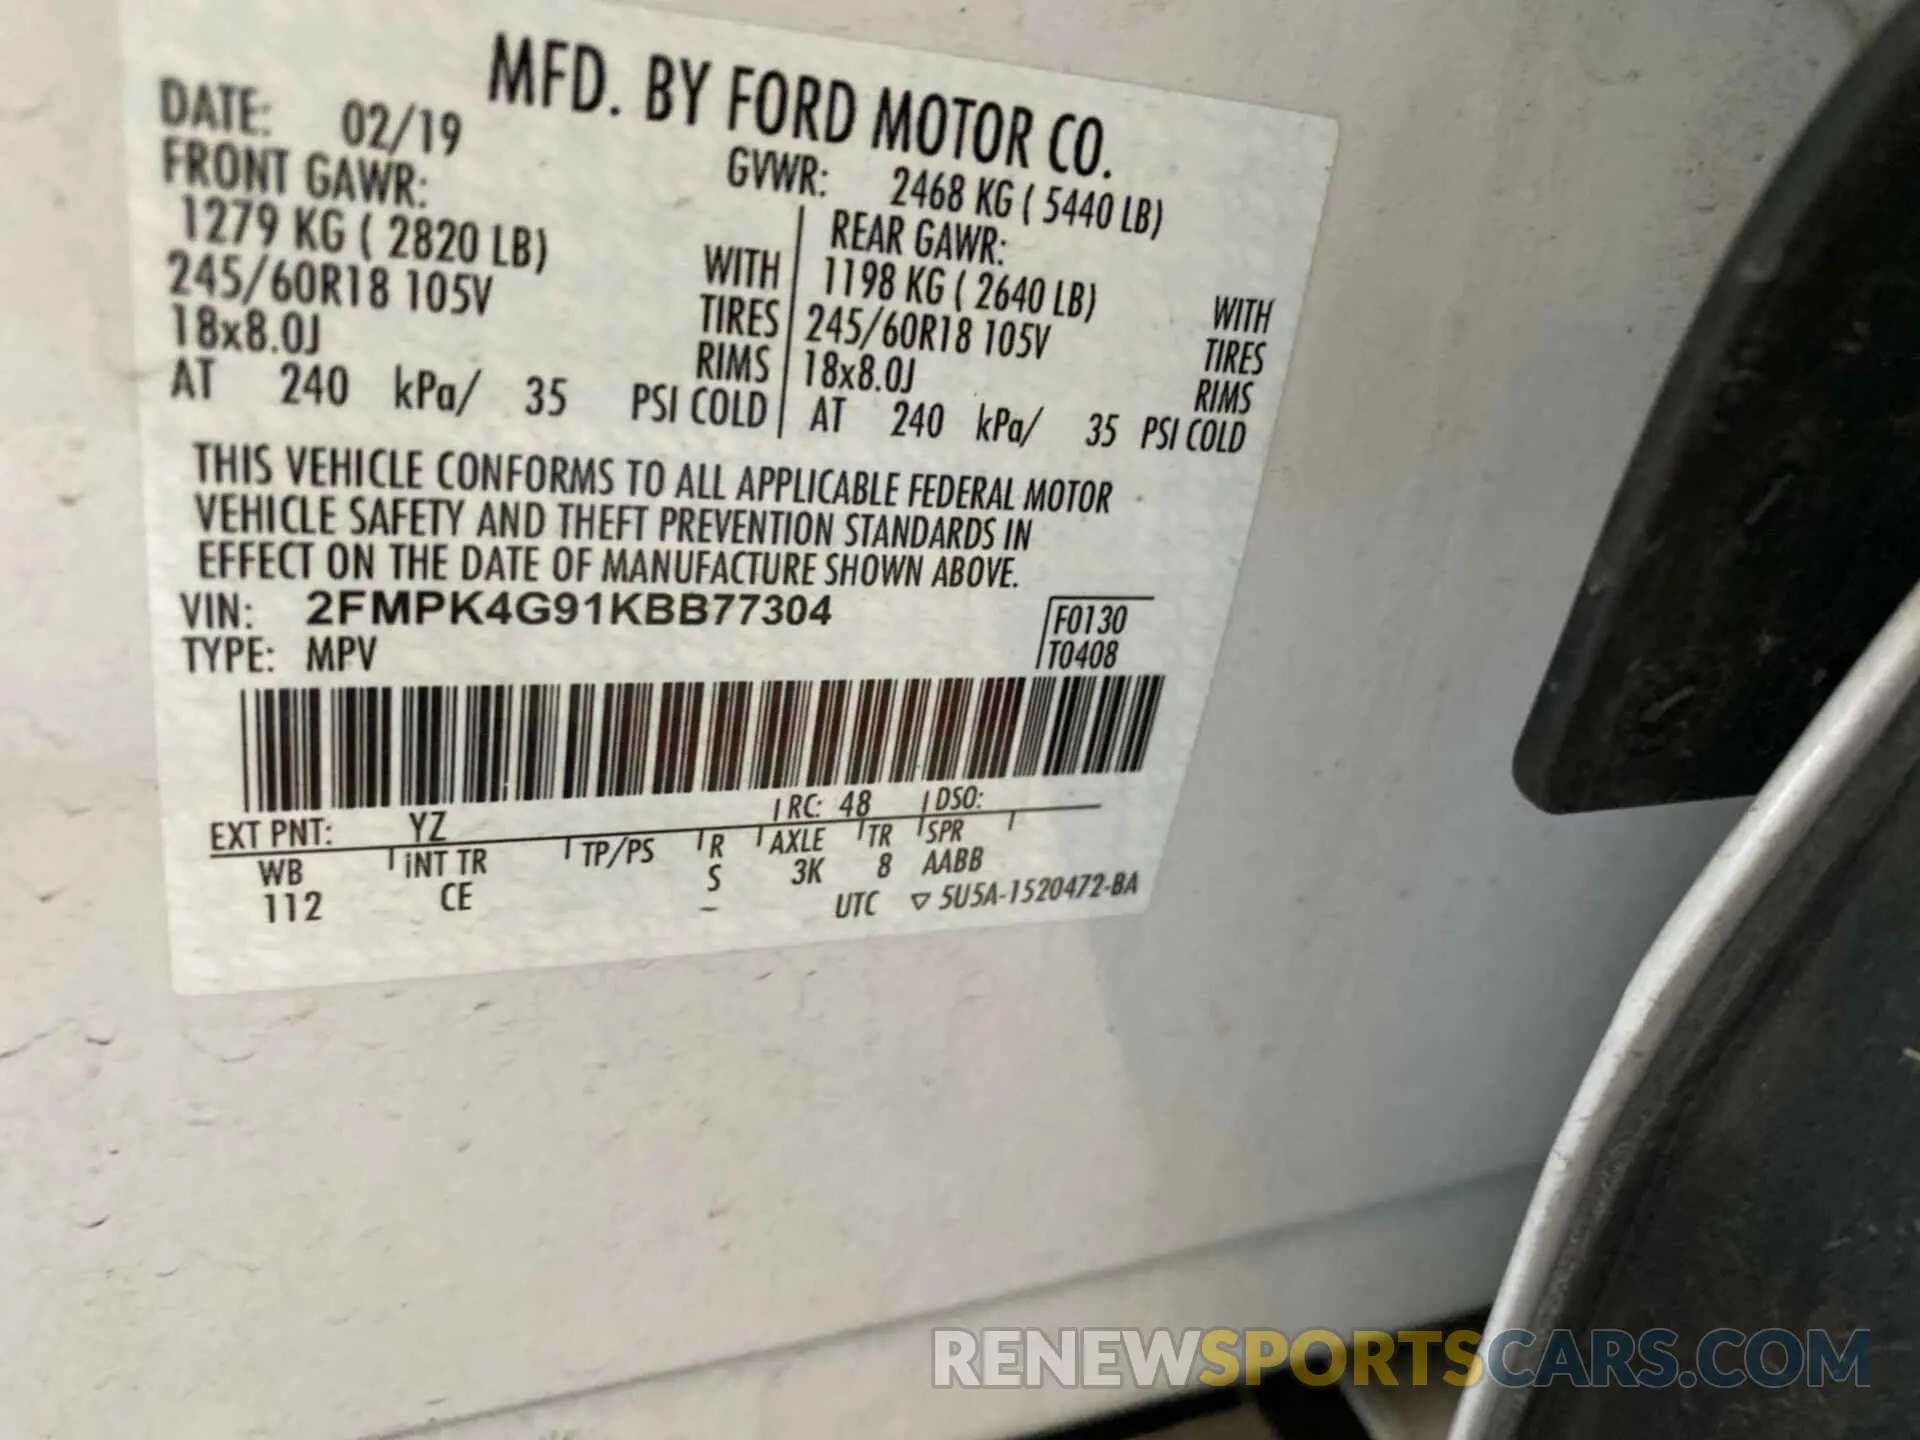 MFD. BY FORD MOTOR CO.
DATE: 02/19
GVWR: 2468 KG ( 5440 LB)
FRONT GAWR:
1279 KG ( 2820 LB) WITH
245/60R18 105V TIRES
18x8.0J RIMS
AT 240 kPa/ 35 PSI COLD
REAR GAWR:
1198 KG ( 2640 LB) WITH
245/60R18 105V TIRES
18x8.0J RIMS
AT 240 kPa/ 35 PSI COLD
THIS VEHICLE CONFORMS TO ALL APPLICABLE FEDERAL MOTOR
VEHICLE SAFETY AND THEFT PREVENTION STANDARDS IN
EFFECT ON THE DATE OF MANUFACTURE SHOWN ABOVE.
VIN: 2FMPK4G91KBB77304 F0130
TYPE: MPV T0408
EXT PNT: YZ RC: 48 DSO:
WB INT TR TP/PS R AXLE TR SPR
112 CE S 3K 8 AABB
– UTC ▽ 5U5A-1520472-BA
RENEWSPORTSCARS.COM